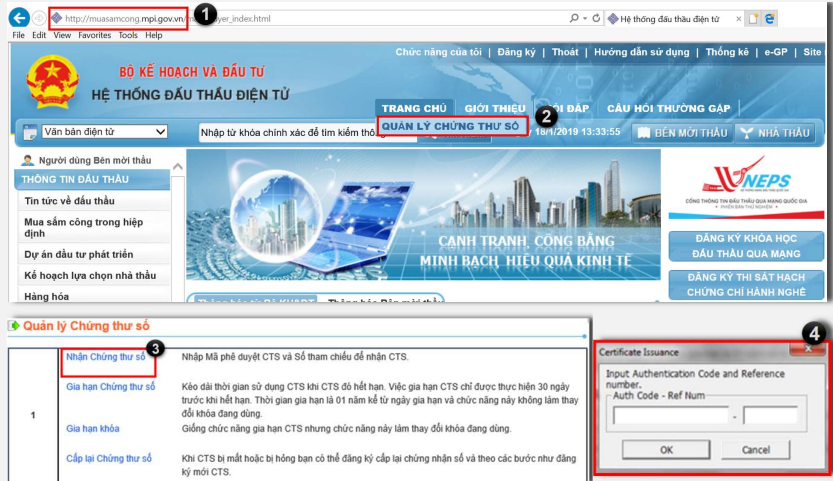 http://muasamcong.mpi.gov.vn/
yer_index.html
1
Hệ thống đấu thầu điện tử
File Edit View Favorites Tools Help
Chức năng của tôi | Đăng ký | Thoát | Hướng dẫn sử dụng | Thống kê | e-GP | Site
BỘ KẾ HOẠCH VÀ ĐẦU TƯ
HỆ THỐNG ĐẤU THẦU ĐIỆN TỬ
TRANG CHỦ GIỚI THIỆU ĐÁP CÂU HỎI THƯỜNG GẶP
2
QUẢN LÝ CHỨNG THƯ SỐ
Văn bản điện tử
Nhập từ khóa chính xác để tìm kiếm
18/1/2019 13:33:55
BÊN MỜI THẦU
NHÀ THẦU
Người dùng Bên mời thầu
THÔNG TIN ĐẤU THẦU
Tin tức về đấu thầu
Mua sắm công trong hiệp
định
Dự án đầu tư phát triển
Kế hoạch lựa chọn nhà thầu
Hàng hóa
CẠNH TRANH, CÔNG BẰNG
MINH BẠCH, HIỆU QUẢ KINH TẾ
VNEPS
CỔNG THÔNG TIN ĐẤU THẦU QUA MẠNG QUỐC GIA
ĐĂNG KÝ KHÓA HỌC
ĐẤU THẦU QUA MẠNG
ĐĂNG KÝ THI SÁT HẠCH
CHỨNG CHỈ HÀNH NGHỀ
Quản lý Chứng thư số
3
1
Nhận Chứng thư số
Nhập Mã phê duyệt CTS và Số tham chiếu để nhận CTS.
Gia hạn Chứng thư số
Kéo dài thời gian sử dụng CTS khi CTS đó hết hạn. Việc gia hạn CTS chỉ được thực hiện 30 ngày
trước khi hết hạn. Thời gian gia hạn là 01 năm kể từ ngày gia hạn và chức năng này không làm thay
đổi khóa đang dùng.
Gia hạn khóa
Giống chức năng gia hạn CTS nhưng chức năng này làm thay đổi khóa đang dùng.
Cấp lại Chứng thư số
Khi CTS bị mất hoặc bị hỏng bạn có thể đăng ký cấp lại chứng nhận số và theo các bước như đăng
ký mới CTS.
4
Certificate Issuance
Input Authentication Code and Reference
number.
Auth Code - Ref Num
-
OK
Cancel